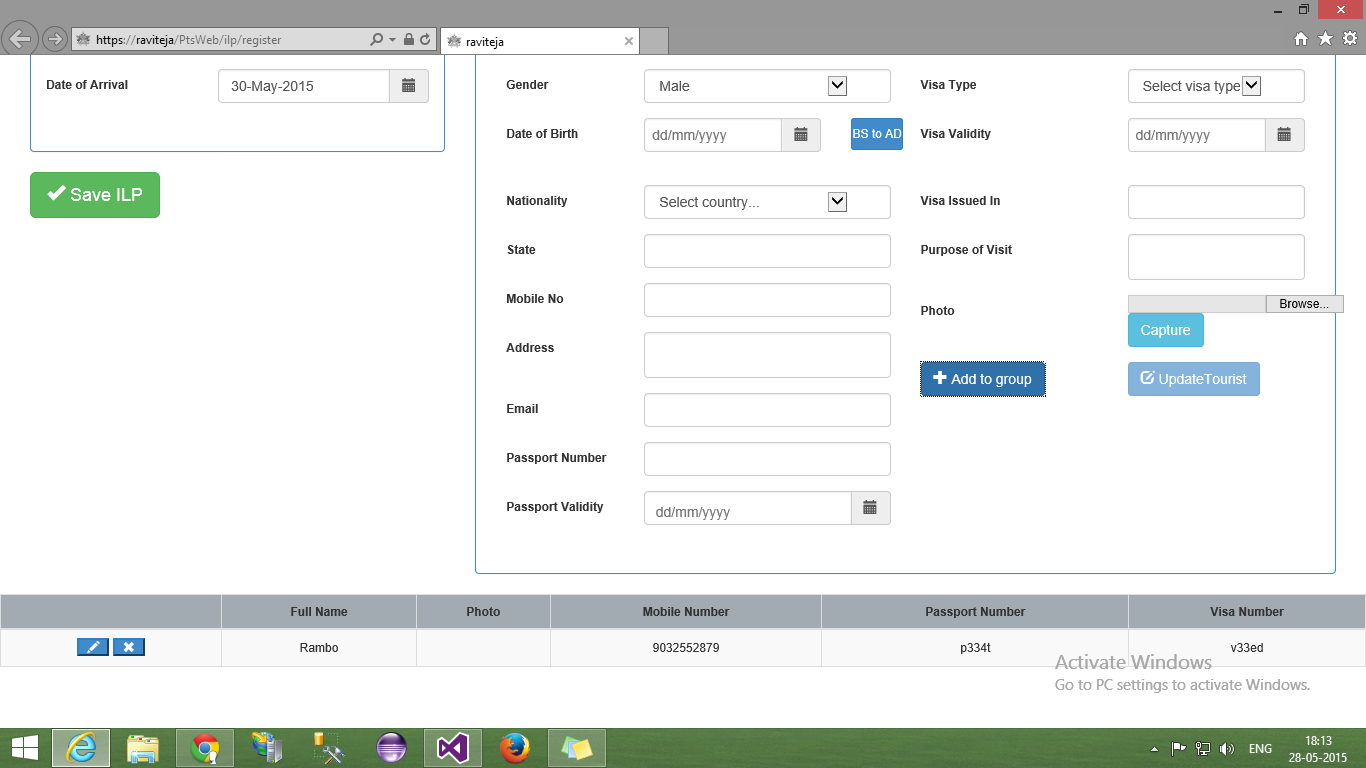 https://raviteja/PtsWeb/ilp/register
raviteja
Date of Arrival 30-May-2015
Gender Male Visa Type Select visa type
Date of Birth dd/mm/yyyy BS to AD Visa Validity dd/mm/yyyy
Save ILP
Nationality Select country... Visa Issued In
State Purpose of Visit
Mobile No
Photo Browse...
Capture
Address
Add to group UpdateTourist
Email
Passport Number
Passport Validity dd/mm/yyyy
Full Name Photo Mobile Number Passport Number Visa Number
Rambo 9032552879 p334t v33ed
Activate Windows
Go to PC settings to activate Windows.
ENG
18:13
28-05-2015